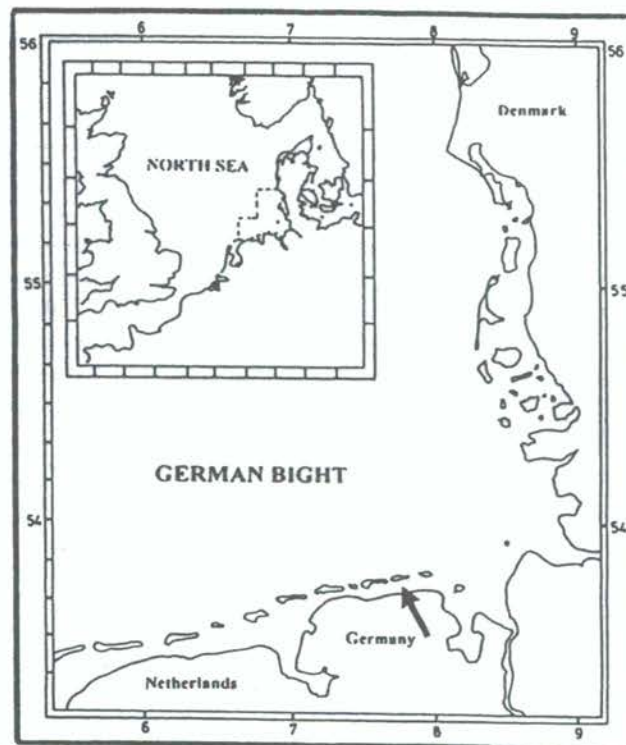 6 7 8 9
56 56
Denmark
NORTH SEA
55 55
GERMAN BIGHT
54 54
Germany
Netherlands
6 7 8 9